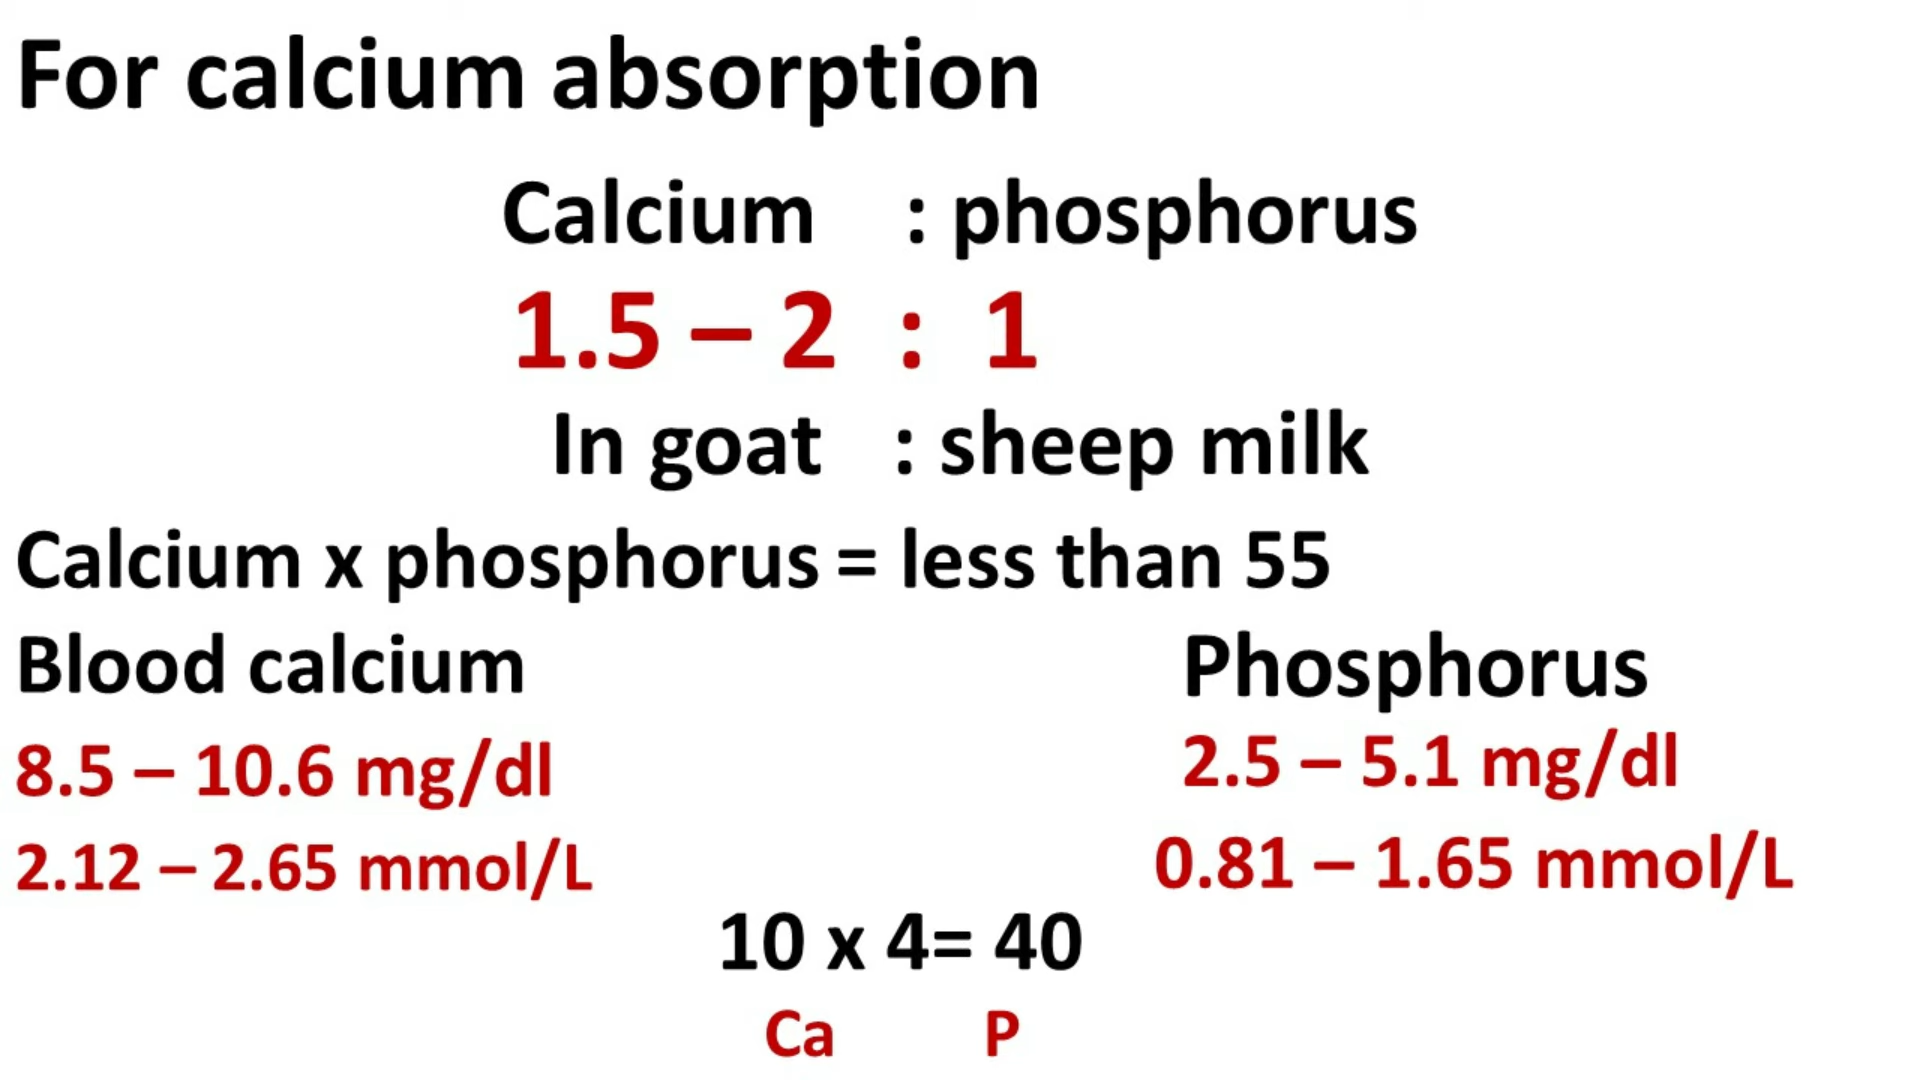 For calcium absorption
Calcium : phosphorus
1.5 – 2 : 1
In goat : sheep milk
Calcium x phosphorus = less than 55
Blood calcium Phosphorus
8.5 – 10.6 mg/dl 2.5 – 5.1 mg/dl
2.12 – 2.65 mmol/L 0.81 – 1.65 mmol/L
10 x 4= 40
Ca P